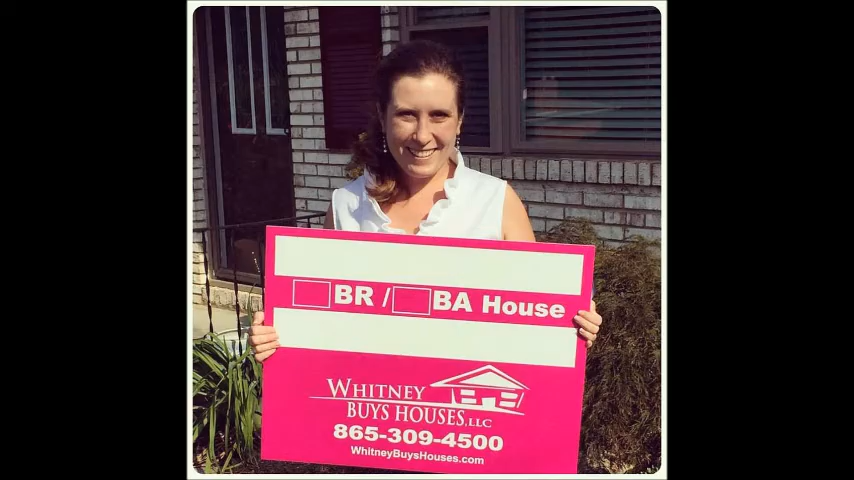 BR / BA House
WHITNEY
BUYS HOUSES, LLC
865-309-4500
WhitneyBuysHouses.com